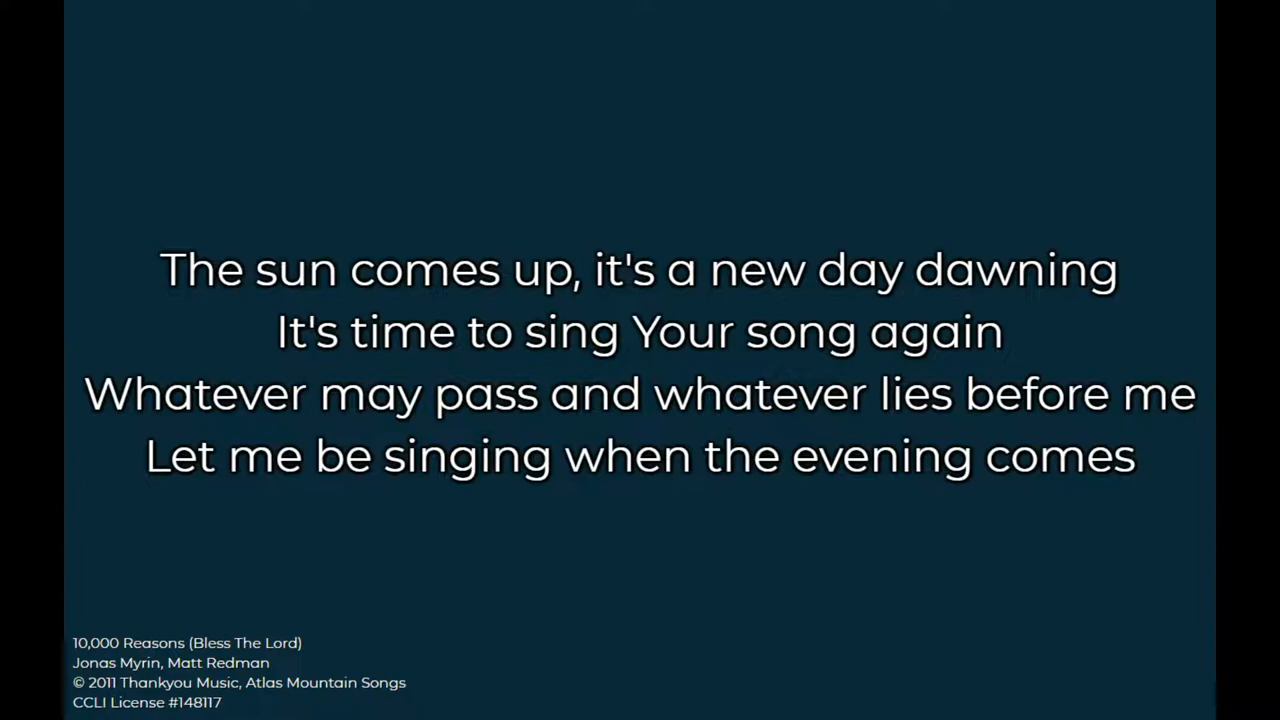 The sun comes up, it's a new day dawning
It's time to sing Your song again
Whatever may pass and whatever lies before me
Let me be singing when the evening comes
10,000 Reasons (Bless The Lord)
Jonas Myrin, Matt Redman
© 2011 Thankyou Music, Atlas Mountain Songs
CCLI License #148117